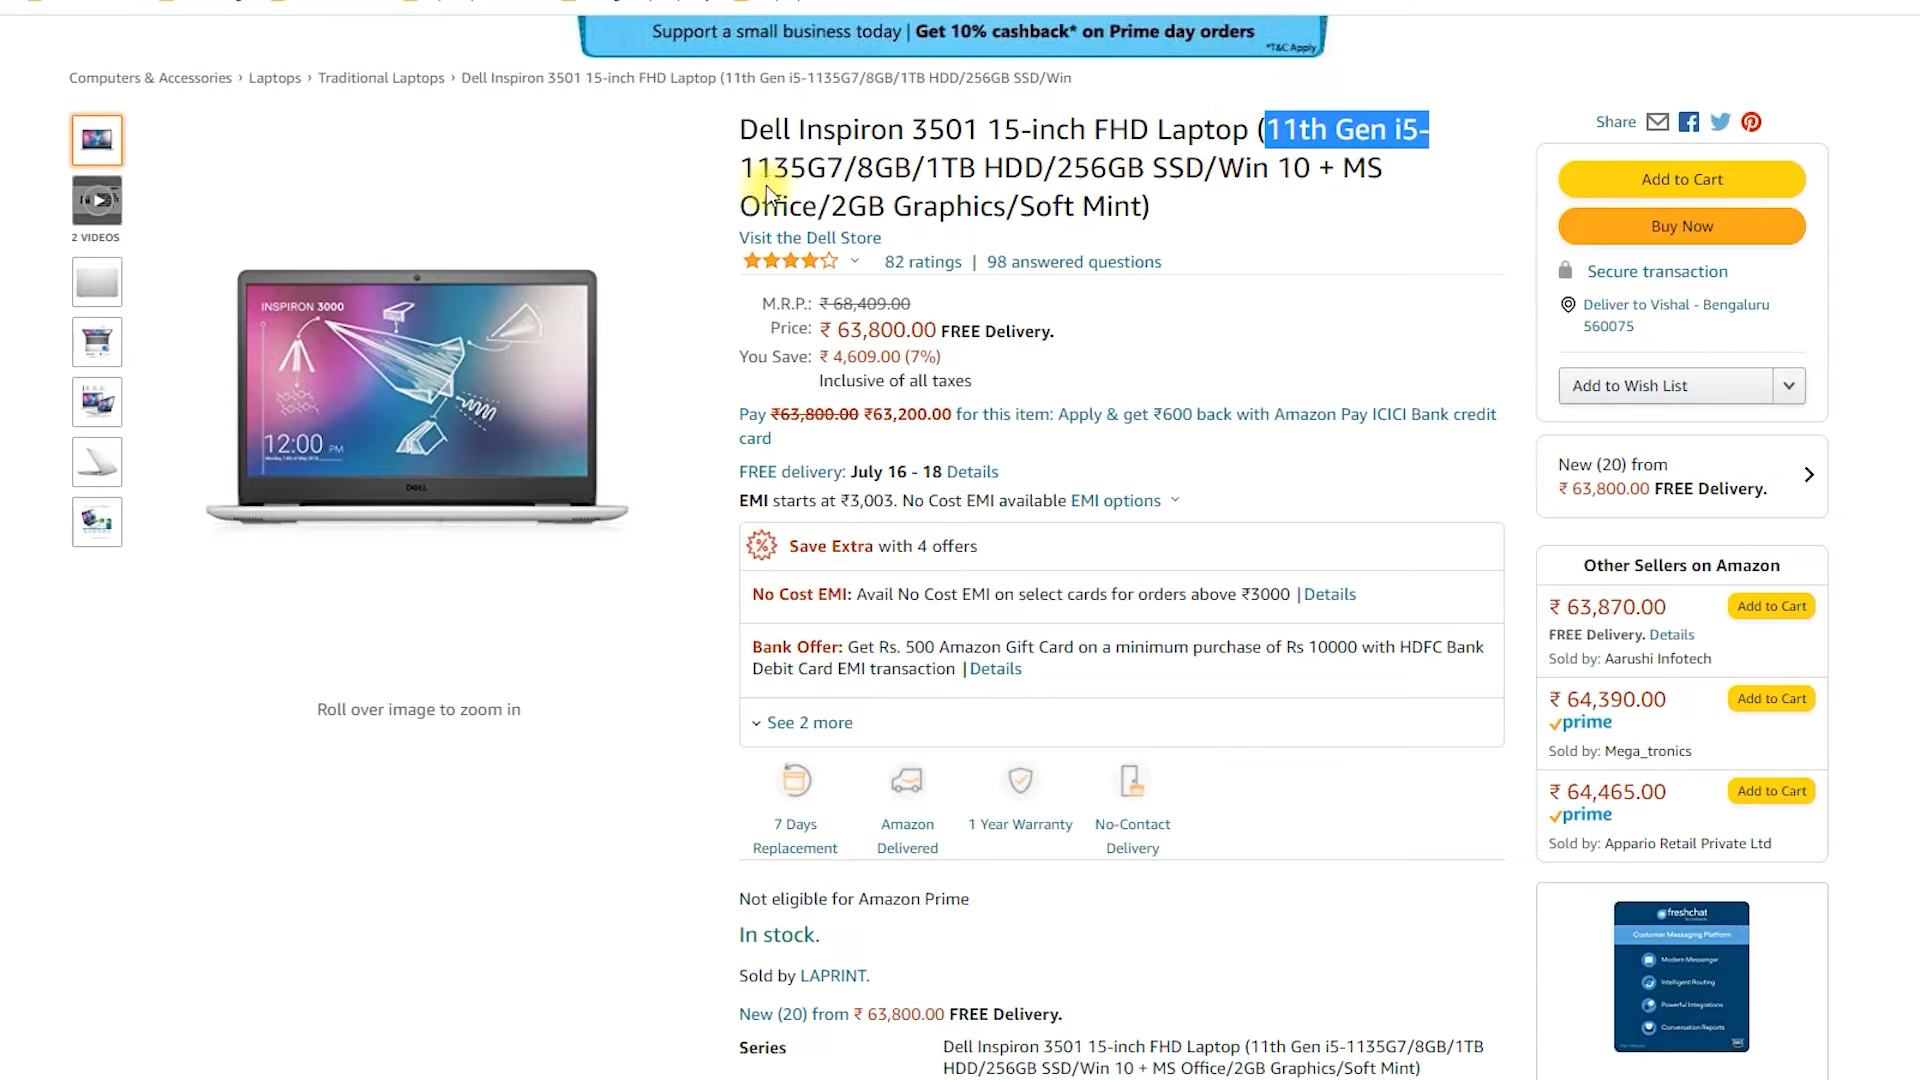 Support a small business today | Get 10% cashback* on Prime day orders
*T&C Apply
Computers & Accessories › Laptops › Traditional Laptops › Dell Inspiron 3501 15-inch FHD Laptop (11th Gen i5-1135G7/8GB/1TB HDD/256GB SSD/Win
2 VIDEOS
INSPIRON 3000
12:00 PM
DELL
Roll over image to zoom in
Dell Inspiron 3501 15-inch FHD Laptop (11th Gen i5-
1135G7/8GB/1TB HDD/256GB SSD/Win 10 + MS
Office/2GB Graphics/Soft Mint)
Visit the Dell Store
82 ratings | 98 answered questions
M.R.P.: ₹ 68,409.00
Price: ₹ 63,800.00 FREE Delivery.
You Save: ₹ 4,609.00 (7%)
Inclusive of all taxes
Pay ₹63,800.00 ₹63,200.00 for this item: Apply & get ₹600 back with Amazon Pay ICICI Bank credit
card
FREE delivery: July 16 - 18 Details
EMI starts at ₹3,003. No Cost EMI available EMI options
Save Extra with 4 offers
No Cost EMI: Avail No Cost EMI on select cards for orders above ₹3000 | Details
Bank Offer: Get Rs. 500 Amazon Gift Card on a minimum purchase of Rs 10000 with HDFC Bank
Debit Card EMI transaction | Details
See 2 more
7 Days
Replacement
Amazon
Delivered
1 Year Warranty
No-Contact
Delivery
Not eligible for Amazon Prime
In stock.
Sold by LAPRINT.
New (20) from ₹ 63,800.00 FREE Delivery.
Series
Dell Inspiron 3501 15-inch FHD Laptop (11th Gen i5-1135G7/8GB/1TB
HDD/256GB SSD/Win 10 + MS Office/2GB Graphics/Soft Mint)
Share
Add to Cart
Buy Now
Secure transaction
Deliver to Vishal - Bengaluru
560075
Add to Wish List
New (20) from
₹ 63,800.00 FREE Delivery.
Other Sellers on Amazon
₹ 63,870.00
Add to Cart
FREE Delivery. Details
Sold by: Aarushi Infotech
₹ 64,390.00
Add to Cart
prime
Sold by: Mega_tronics
₹ 64,465.00
Add to Cart
prime
Sold by: Appario Retail Private Ltd
freshchat
Customer Messaging Platform
Modern Messenger
Intelligent Routing
Powerful Integrations
Conversation Reports